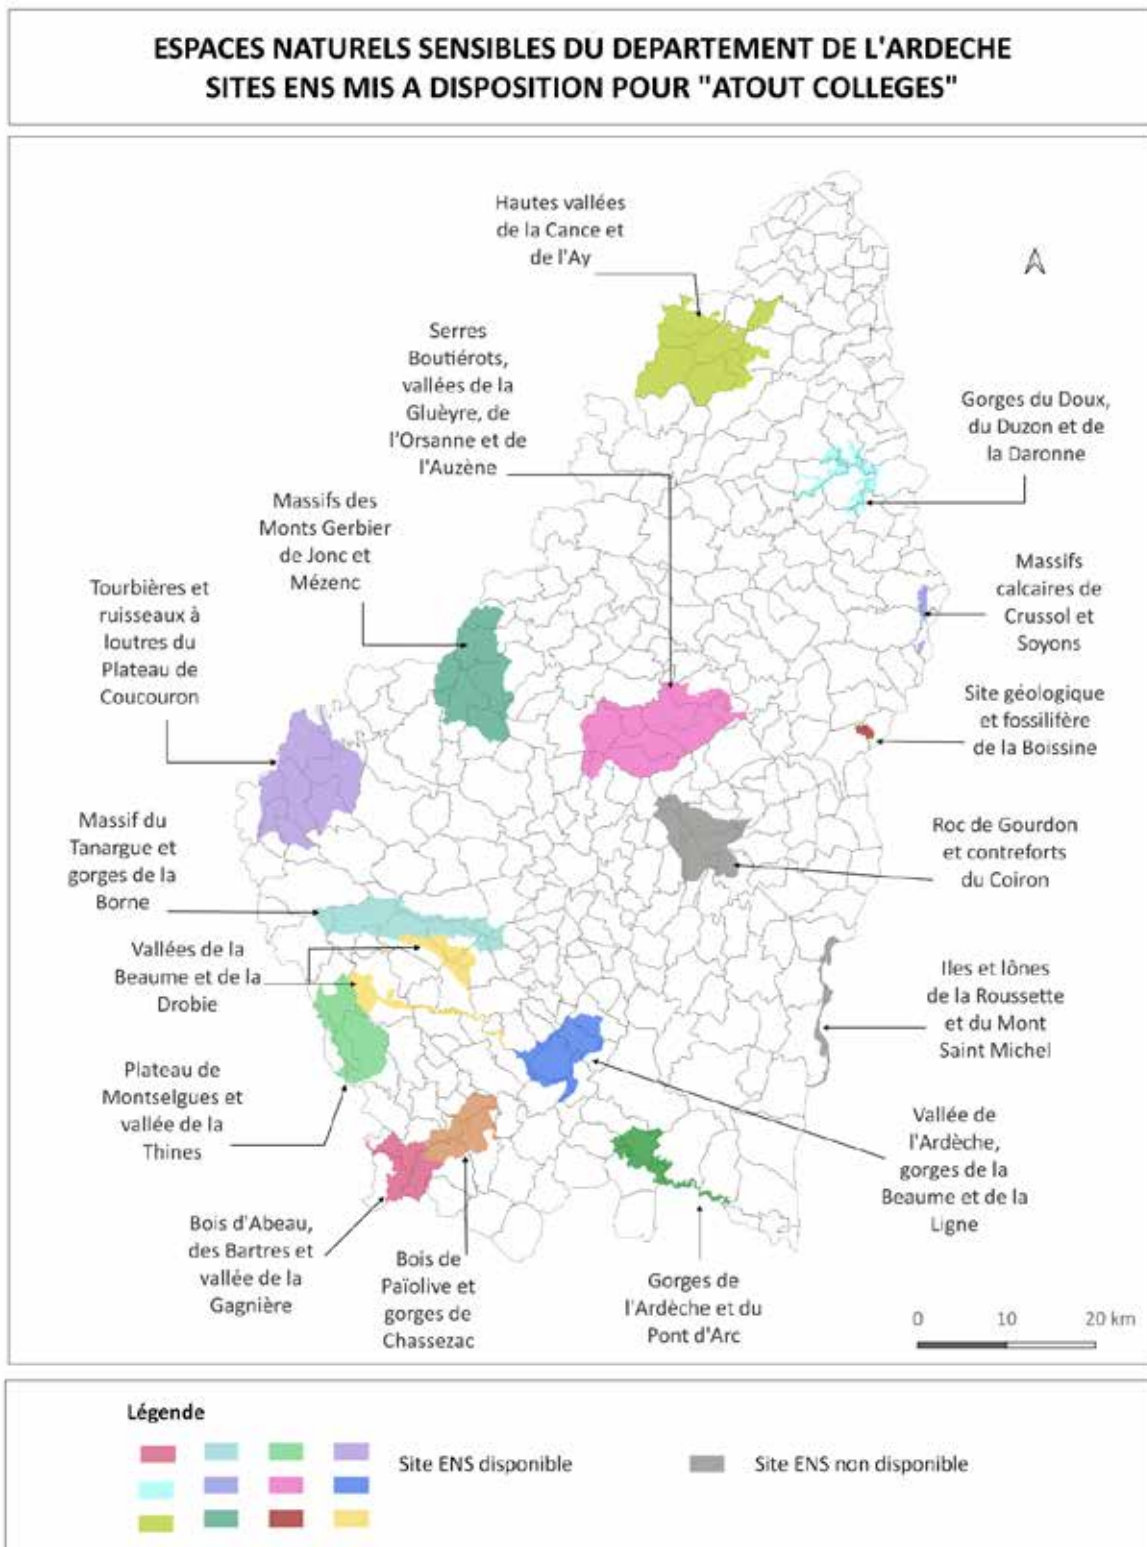 ESPACES NATURELS SENSIBLES DU DEPARTEMENT DE L'ARDECHE
SITES ENS MIS A DISPOSITION POUR "ATOUT COLLEGES"
Hautes vallées
de la Cance et
de l'Ay
Serres
Boutiérots,
vallées de la
Gluèyre, de
l'Orsanne et de
l'Auzène
Gorges du Doux,
du Duzon et de
la Daronne
Massifs des
Monts Gerbier
de Jonc et
Mézenc
Massifs
calcaires de
Crussol et
Soyons
Tourbières et
ruisseaux à
loutres du
Plateau de
Coucouron
Site géologique
et fossilifère
de la Boissine
Massif du
Tanargue et
gorges de la
Borne
Roc de Gourdon
et contreforts
du Coiron
Vallées de la
Beaume et de la
Drobie
Iles et lônes
de la Roussette
et du Mont
Saint Michel
Plateau de
Montselgues et
vallée de la
Thines
Vallée de
l'Ardèche,
gorges de la
Beaume et de la
Ligne
Bois d'Abeau,
des Bartres et
vallée de la
Gagnière
Bois de
Païolive et
gorges de
Chassezac
Gorges de
l'Ardèche et du
Pont d'Arc
0 10 20 km
Légende
Site ENS disponible
Site ENS non disponible